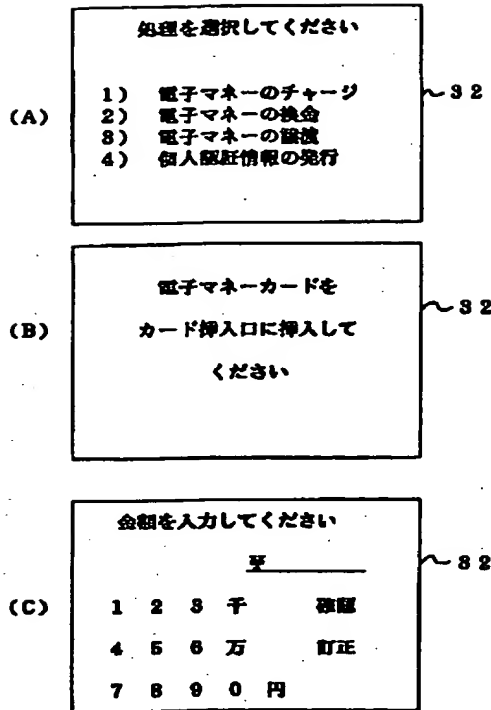 処理を選択してください
(A)
1) 電子マネーのチャージ
2) 電子マネーの換金
3) 電子マネーの譲渡
4) 個人認証情報の発行
32
(B)
電子マネーカードを
カード挿入口に挿入して
ください
32
(C)
金額を入力してください
¥
32
1 2 3 千 確認
4 5 6 万 訂正
7 8 9 0 円